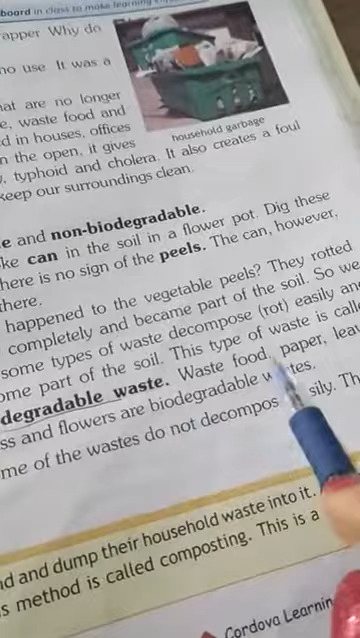 board in class to make learning
apper Why do
no use. It was a
hat are no longer
e, waste food and
d in houses, offices
n the open, it gives
household garbage
, typhoid and cholera. It also creates a foul
keep our surroundings clean.
e and non-biodegradable.
ke can in the soil in a flower pot. Dig these
here is no sign of the peels. The can, however,
here.
happened to the vegetable peels? They rotted
completely and became part of the soil. So we
some types of waste decompose (rot) easily and
ome part of the soil. This type of waste is calle
degradable waste. Waste food, paper, lea
ss and flowers are biodegradable w tes.
me of the wastes do not decompos sily. Th
nd and dump their household waste into it.
s method is called composting. This is a
Cordova Learnin